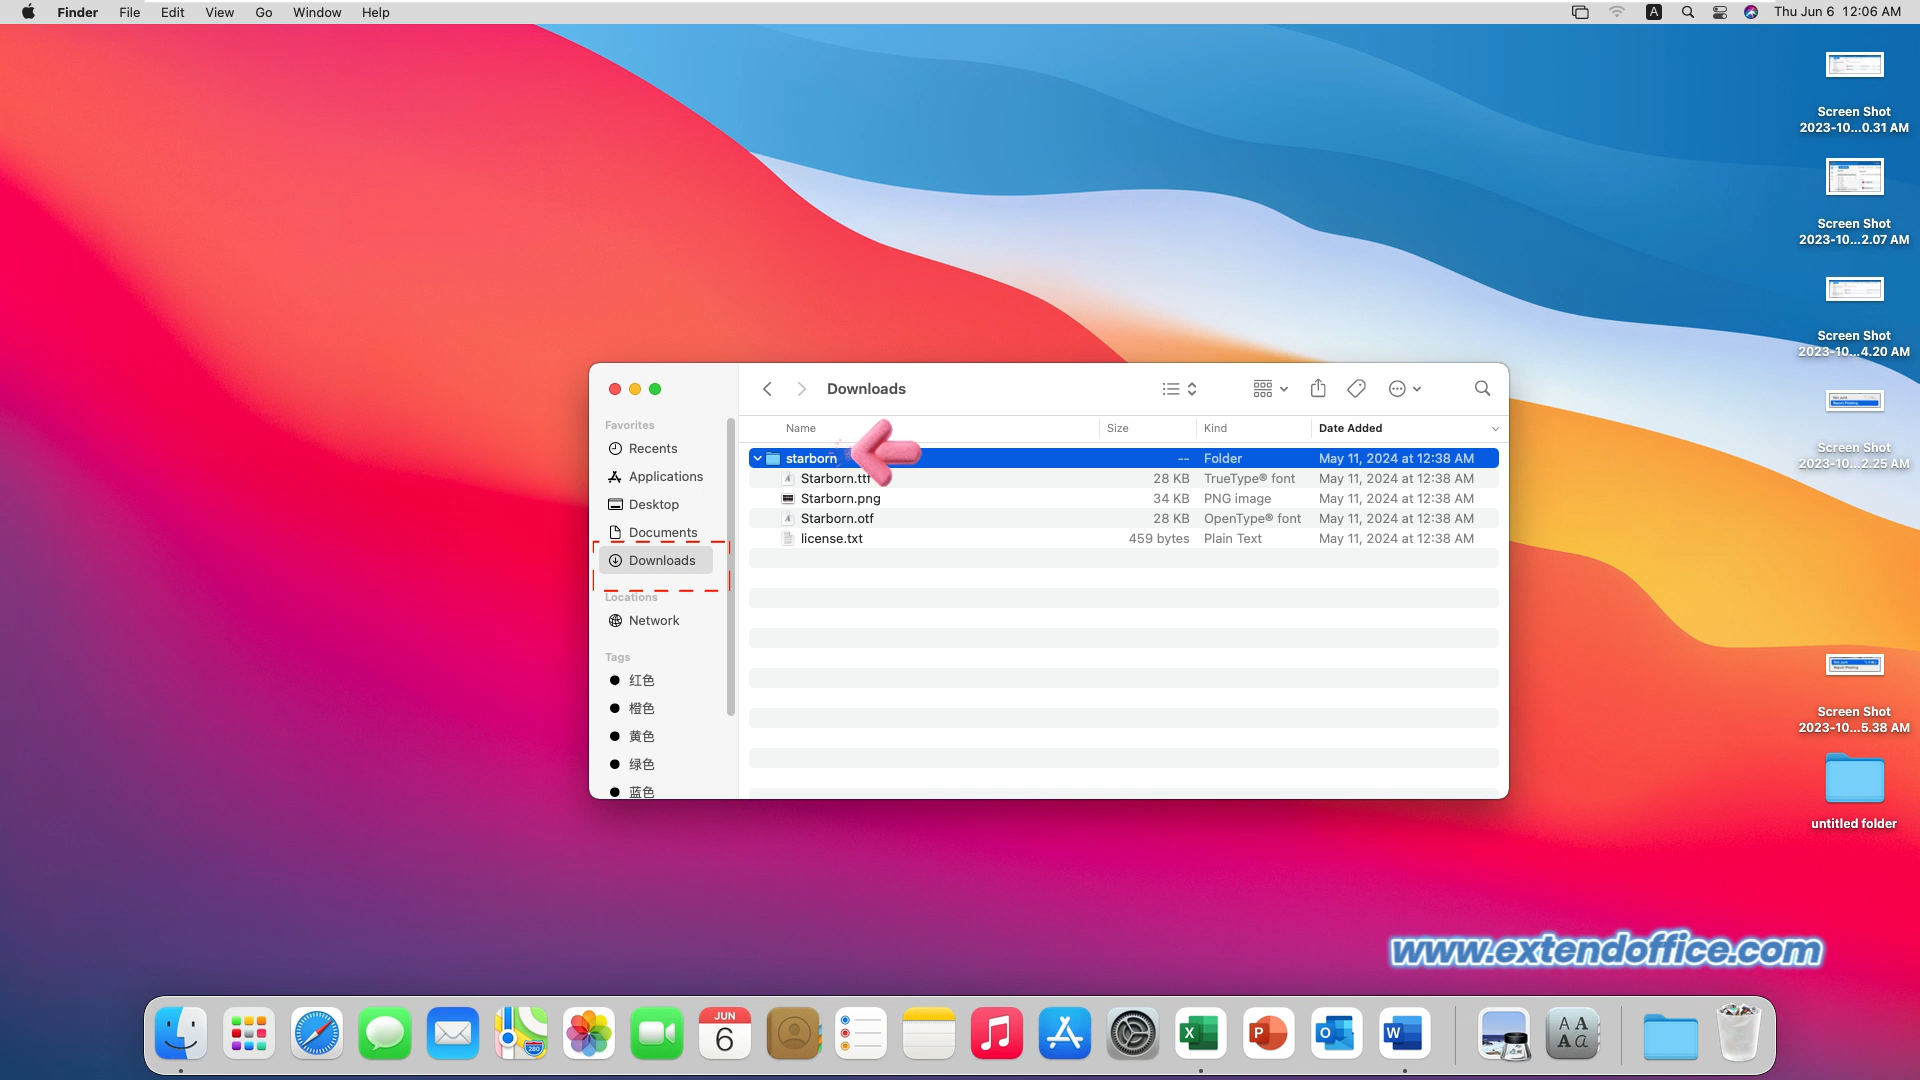 Finder File Edit View Go Window Help
A Thu Jun 6 12:06 AM
Screen Shot
2023-10...0.31 AM
Screen Shot
2023-10...2.07 AM
Screen Shot
2023-10...4.20 AM
Screen Shot
2023-10...2.25 AM
Screen Shot
2023-10...5.38 AM
untitled folder
Downloads
Favorites
Recents
Applications
Desktop
Documents
Downloads
Locations
Network
Tags
红色
橙色
黄色
绿色
蓝色
Name Size Kind Date Added
starborn -- Folder May 11, 2024 at 12:38 AM
Starborn.ttf 28 KB TrueType® font May 11, 2024 at 12:38 AM
Starborn.png 34 KB PNG image May 11, 2024 at 12:38 AM
Starborn.otf 28 KB OpenType® font May 11, 2024 at 12:38 AM
license.txt 459 bytes Plain Text May 11, 2024 at 12:38 AM
www.extendoffice.com
280
JUN
6
X
P
O
W
A A
A a